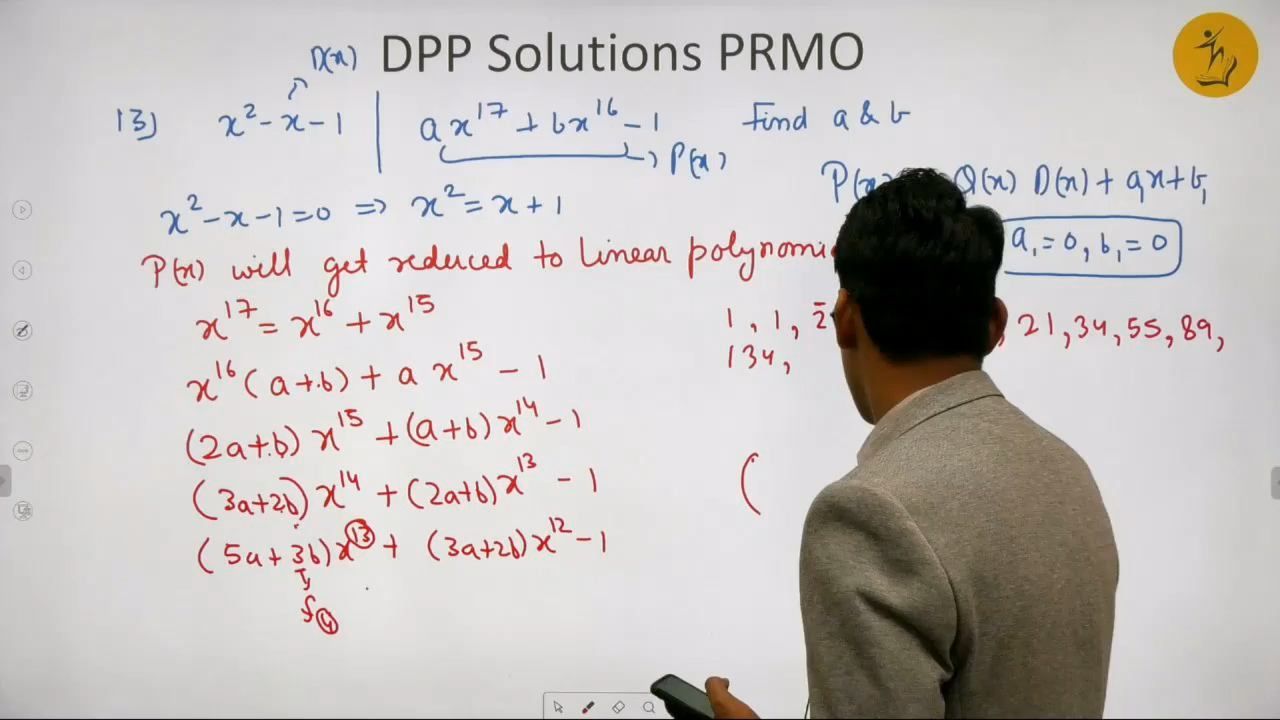 DPP Solutions PRMO
D(x)
13) x² - x - 1 | ax¹⁷ + bx¹⁶ - 1 Find a & b
P(x)
P(x) Q(x) D(x) + a₁x + b₁
x² - x - 1 = 0 ⇒ x² = x + 1
a₁ = 0, b₁ = 0
P(x) will get reduced to linear
x¹⁷ = x¹⁶ + x¹⁵
1, 1, 2 , 21, 34, 55, 89,
134,
x¹⁶ (a+b) + a x¹⁵ - 1
(2a+b) x¹⁵ + (a+b) x¹⁴ - 1
(3a+2b) x¹⁴ + (2a+b) x¹³ - 1
(
(5a+3b) x¹³ + (3a+2b) x¹² - 1
f₄